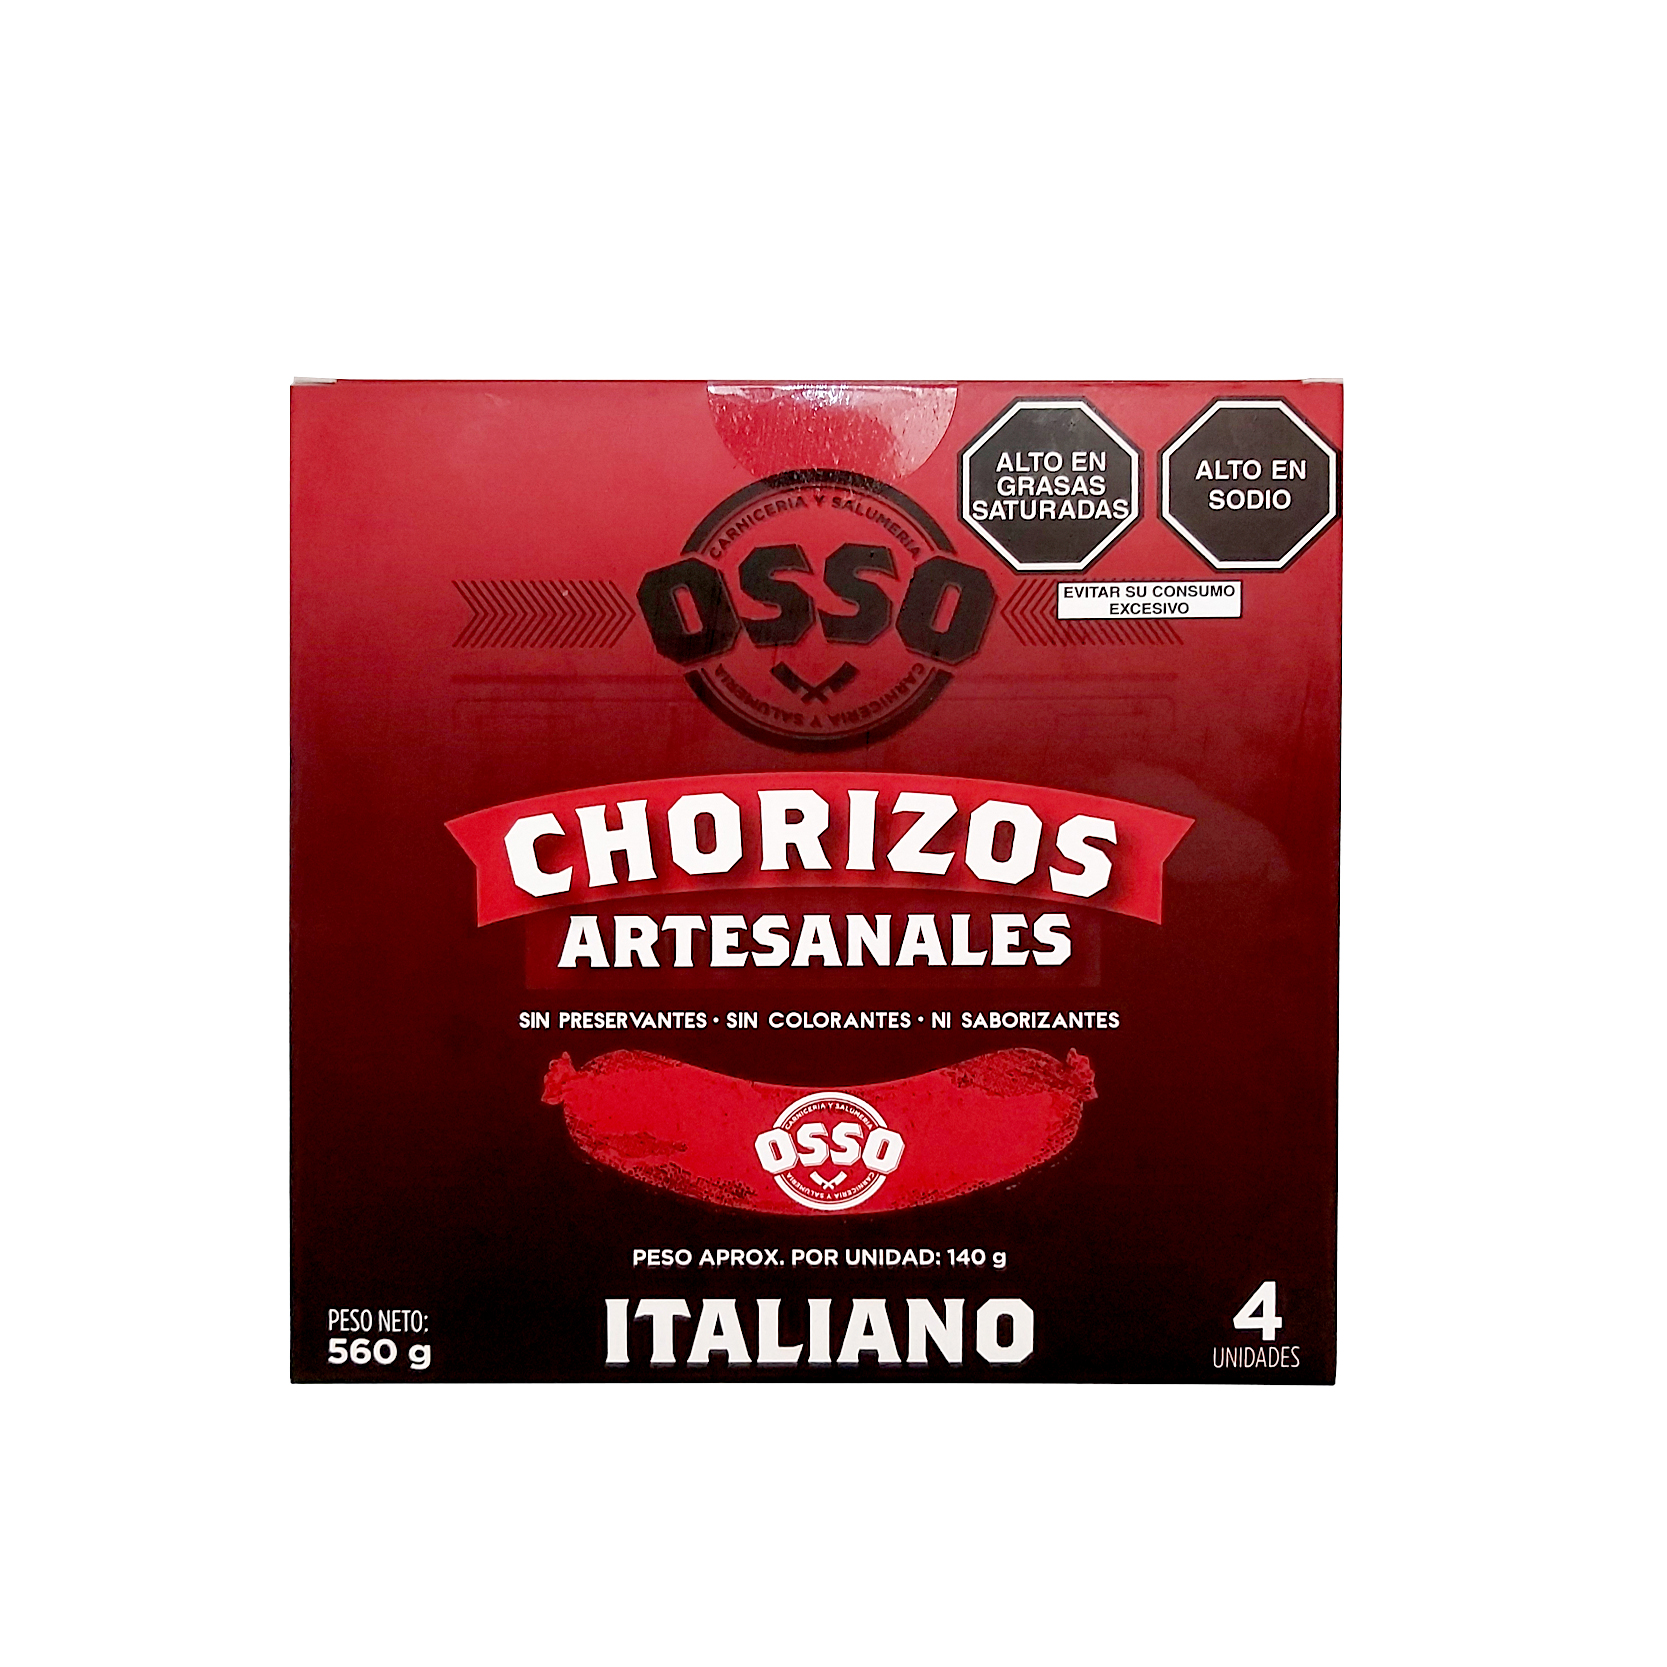 ALTO EN
GRASAS
SATURADAS
ALTO EN
SODIO
EVITAR SU CONSUMO
EXCESIVO
CARNICERIA Y SALUMERIA
OSSO
CARNICERIA Y SALUMERIA
CHORIZOS
ARTESANALES
SIN PRESERVANTES • SIN COLORANTES • NI SABORIZANTES
CARNICERIA Y SALUMERIA
OSSO
CARNICERIA Y SALUMERIA
PESO APROX. POR UNIDAD: 140 g
ITALIANO
PESO NETO:
560 g
4
UNIDADES